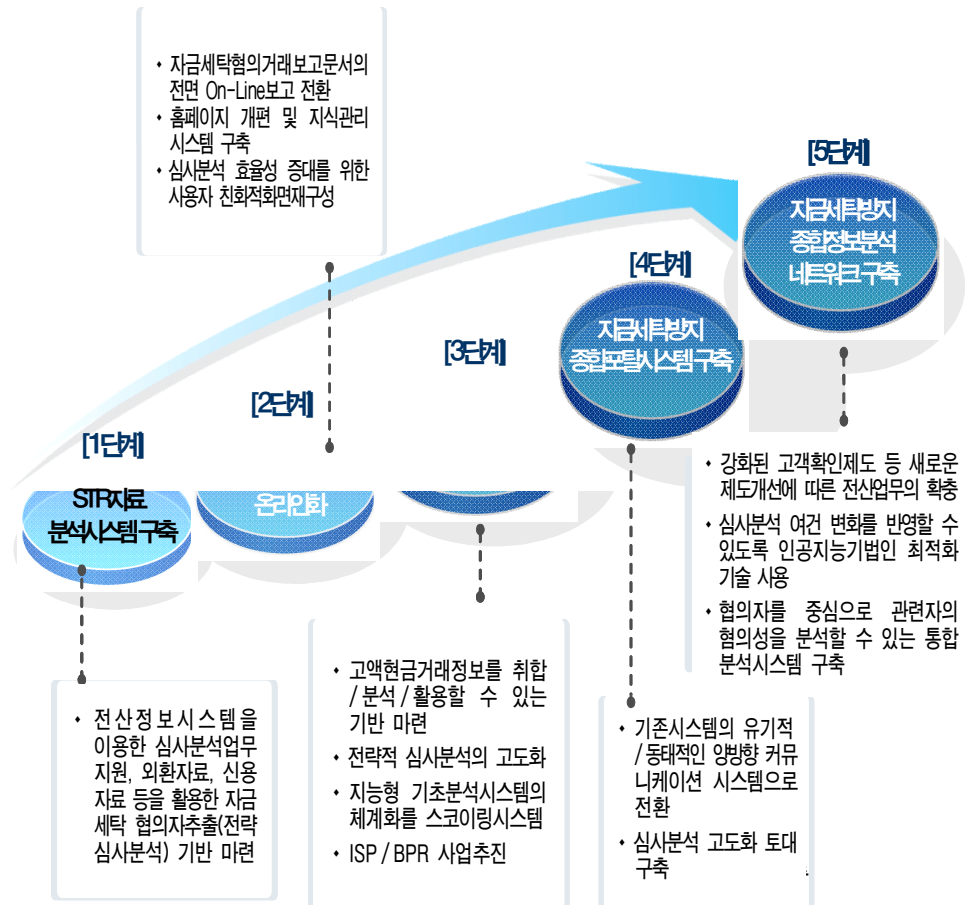 • 자금세탁혐의거래보고문서의
전면 On-Line보고 전환
• 홈페이지 개편 및 지식관리
시스템 구축
• 심사분석 효율성 증대를 위한
사용자 친화적화면재구성
[5단계]
자금세탁방지
종합정보분석
네트워크 구축
[4단계]
자금세탁방지
종합포탈시스템 구축
[3단계]
[2단계]
온라인화
[1단계]
STR자료
분석시스템 구축
• 강화된 고객확인제도 등 새로운
제도개선에 따른 전산업무의 확충
• 심사분석 여건 변화를 반영할 수
있도록 인공지능기법인 최적화
기술 사용
• 협의자를 중심으로 관련자의
혐의성을 분석할 수 있는 통합
분석시스템 구축
• 전산정보시스템을
이용한 심사분석업무
지원, 외환자료, 신용
자료 등을 활용한 자금
세탁 협의자추출(전략
심사분석) 기반 마련
• 고액현금거래정보를 취합
/ 분석 / 활용할 수 있는
기반 마련
• 전략적 심사분석의 고도화
• 지능형 기초분석시스템의
체계화를 스코이링시스템
• ISP / BPR 사업추진
• 기존시스템의 유기적
/ 동태적인 양방향 커뮤
니케이션 시스템으로
전환
• 심사분석 고도화 토대
구축